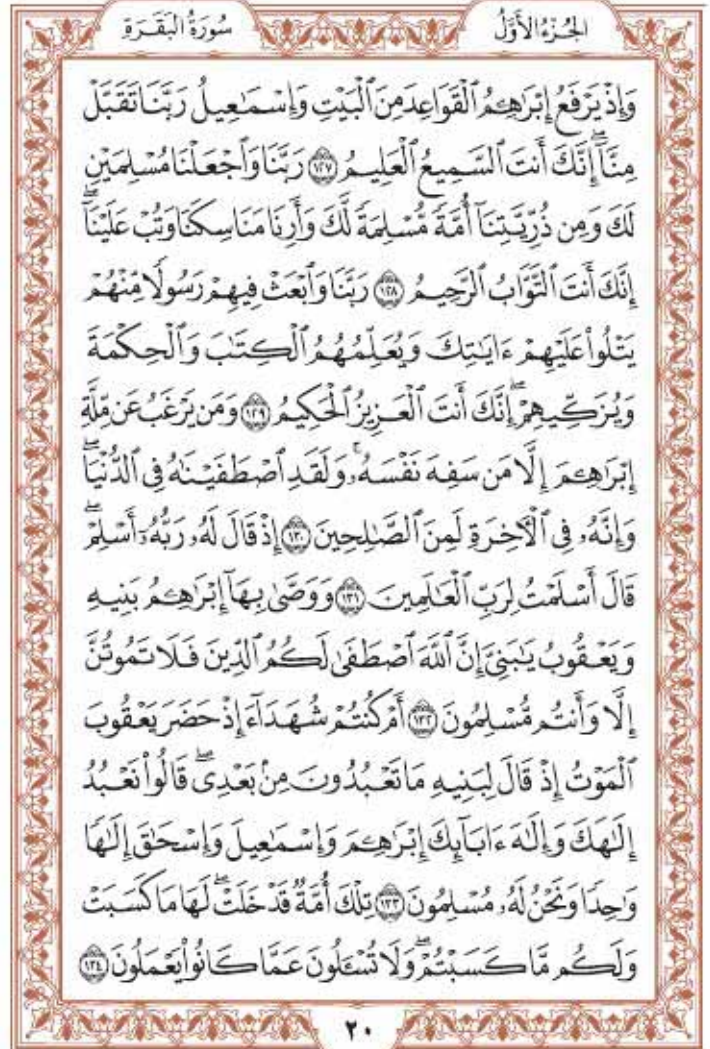 الجُزْءُ الأَوَّلُ
سُورَةُ البَقَرَةِ
وَإِذْ يَرْفَعُ إِبْرَٰهِـۧمُ ٱلْقَوَاعِدَ مِنَ ٱلْبَيْتِ وَإِسْمَـٰعِيلُ رَبَّنَا تَقَبَّلْ
مِنَّآ ۖ إِنَّكَ أَنتَ ٱلسَّمِيعُ ٱلْعَلِيمُ ١٢٧ رَبَّنَا وَٱجْعَلْنَا مُسْلِمَيْنِ
لَكَ وَمِن ذُرِّيَّتِنَآ أُمَّةً مُّسْلِمَةً لَّكَ وَأَرِنَا مَنَاسِكَنَا وَتُبْ عَلَيْنَآ ۖ
إِنَّكَ أَنتَ ٱلتَّوَّابُ ٱلرَّحِيمُ ١٢٨ رَبَّنَا وَٱبْعَثْ فِيهِمْ رَسُولًا مِّنْهُمْ
يَتْلُوا۟ عَلَيْهِمْ ءَايَـٰتِكَ وَيُعَلِّمُهُمُ ٱلْكِتَـٰبَ وَٱلْحِكْمَةَ
وَيُزَكِّيهِمْ ۚ إِنَّكَ أَنتَ ٱلْعَزِيزُ ٱلْحَكِيمُ ١٢٩ وَمَن يَرْغَبُ عَن مِّلَّةِ
إِبْرَٰهِـۧمَ إِلَّا مَن سَفِهَ نَفْسَهُۥ ۚ وَلَقَدِ ٱصْطَفَيْنَـٰهُ فِى ٱلدُّنْيَا ۖ
وَإِنَّهُۥ فِى ٱلْـَٔاخِرَةِ لَمِنَ ٱلصَّـٰلِحِينَ ١٣٠ إِذْ قَالَ لَهُۥ رَبُّهُۥٓ أَسْلِمْ ۖ
قَالَ أَسْلَمْتُ لِرَبِّ ٱلْعَـٰلَمِينَ ١٣١ وَوَصَّىٰ بِهَآ إِبْرَٰهِـۧمُ بَنِيهِ
وَيَعْقُوبُ يَـٰبَنِىَّ إِنَّ ٱللَّهَ ٱصْطَفَىٰ لَكُمُ ٱلدِّينَ فَلَا تَمُوتُنَّ
إِلَّا وَأَنتُم مُّسْلِمُونَ ١٣٢ أَمْ كُنتُمْ شُهَدَآءَ إِذْ حَضَرَ يَعْقُوبَ
ٱلْمَوْتُ إِذْ قَالَ لِبَنِيهِ مَا تَعْبُدُونَ مِنۢ بَعْدِى ۖ قَالُوا۟ نَعْبُدُ
إِلَـٰهَكَ وَإِلَـٰهَ ءَابَآئِكَ إِبْرَٰهِـۧمَ وَإِسْمَـٰعِيلَ وَإِسْحَـٰقَ إِلَـٰهًا
وَٰحِدًا وَنَحْنُ لَهُۥ مُسْلِمُونَ ١٣٣ تِلْكَ أُمَّةٌ قَدْ خَلَتْ ۖ لَهَا مَا كَسَبَتْ
وَلَكُم مَّا كَسَبْتُمْ ۖ وَلَا تُسْـَٔلُونَ عَمَّا كَانُوا۟ يَعْمَلُونَ ١٣٤
٢٠